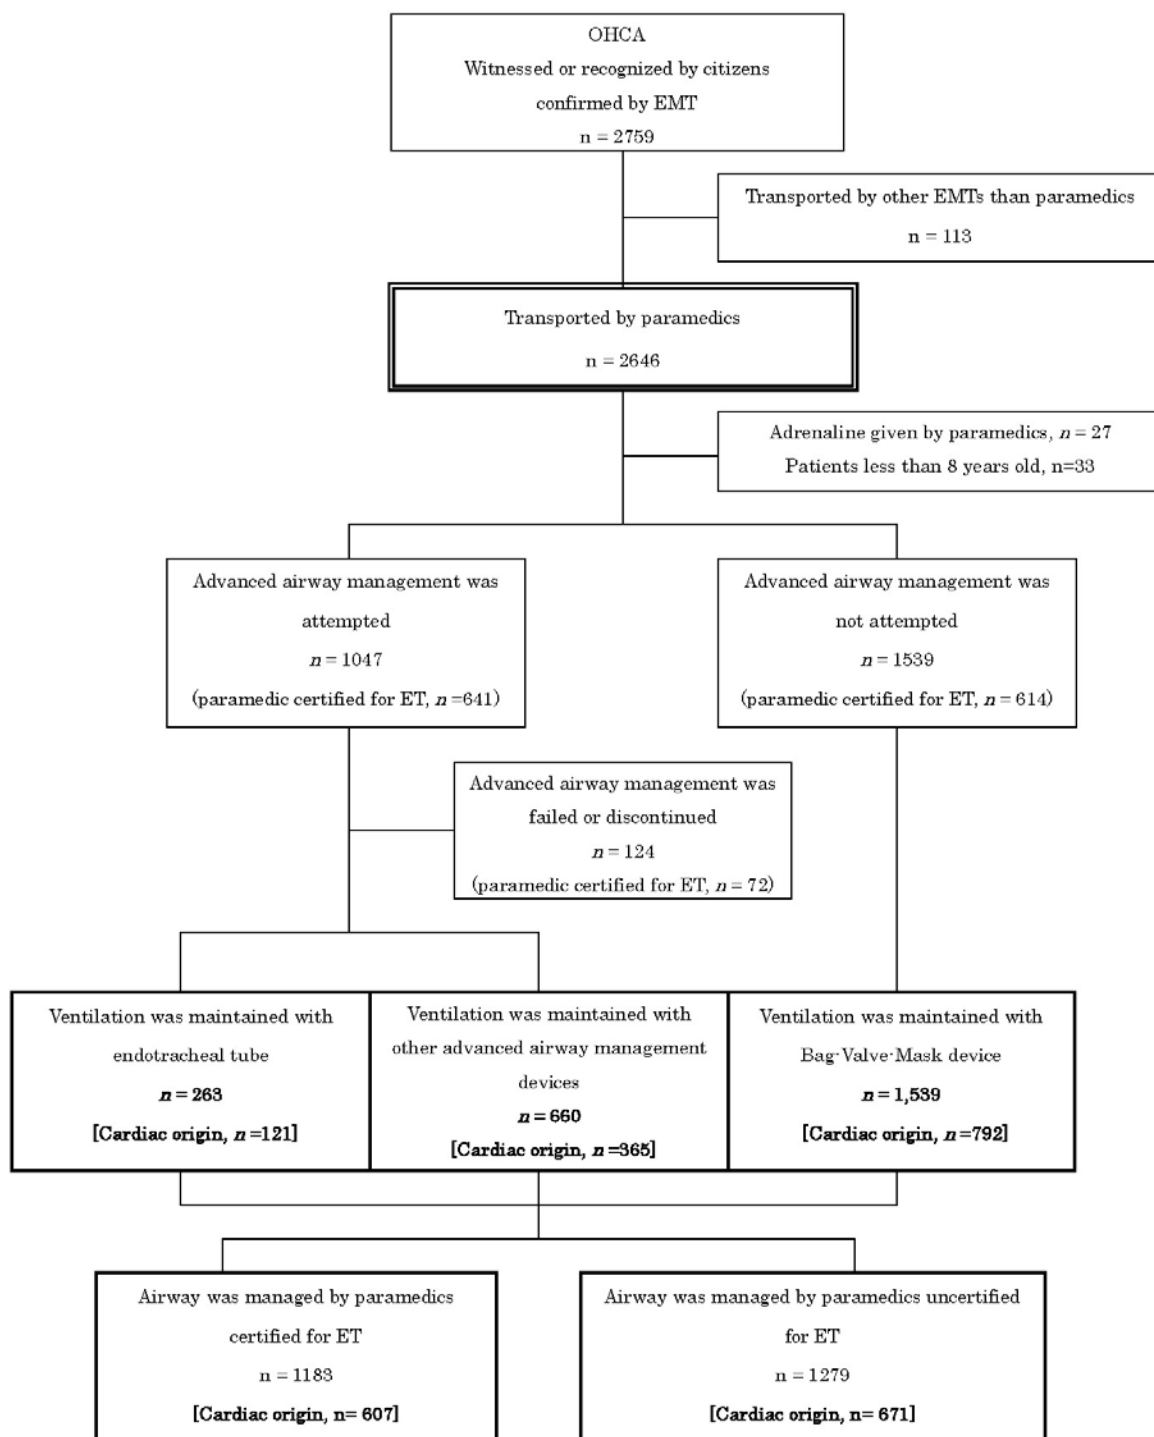 OHCA
Witnessed or recognized by citizens
confirmed by EMT
n = 2759
Transported by other EMTs than paramedics
n = 113
Transported by paramedics
n = 2646
Adrenaline given by paramedics, n = 27
Patients less than 8 years old, n=33
Advanced airway management was
attempted
n = 1047
(paramedic certified for ET, n =641)
Advanced airway management was
not attempted
n = 1539
(paramedic certified for ET, n = 614)
Advanced airway management was
failed or discontinued
n = 124
(paramedic certified for ET, n = 72)
Ventilation was maintained with
endotracheal tube
n = 263
[Cardiac origin, n =121]
Ventilation was maintained with
other advanced airway management
devices
n = 660
[Cardiac origin, n =365]
Ventilation was maintained with
Bag-Valve-Mask device
n = 1,539
[Cardiac origin, n =792]
Airway was managed by paramedics
certified for ET
n = 1183
[Cardiac origin, n= 607]
Airway was managed by paramedics uncertified
for ET
n = 1279
[Cardiac origin, n= 671]